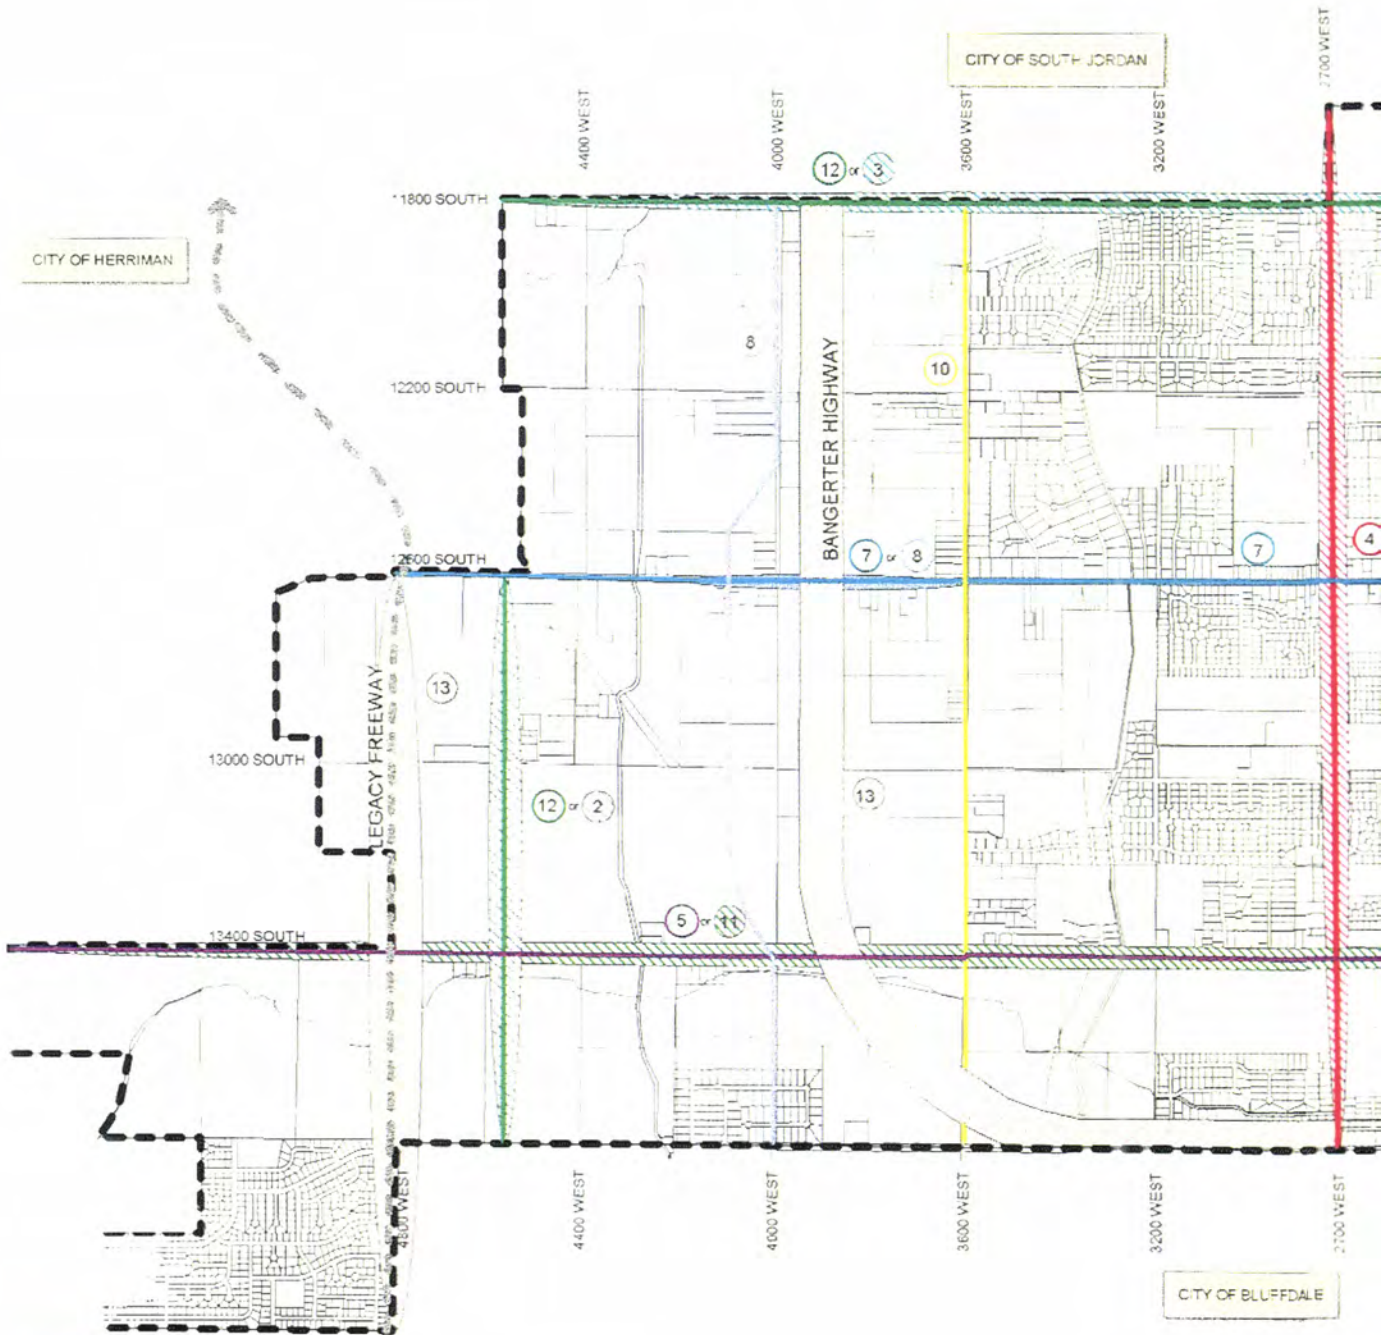 2700 WEST
CITY OF SOUTH JORDAN
4400 WEST
4000 WEST
3600 WEST
3200 WEST
12 or 3
11800 SOUTH
CITY OF HERRIMAN
8
10
BANGERTER HIGHWAY
12200 SOUTH
12600 SOUTH
7 or 8
7
4
LEGACY FREEWAY
13
13000 SOUTH
12 or 2
13
5 or 11
13400 SOUTH
4800 WEST
4400 WEST
4000 WEST
3600 WEST
3200 WEST
2700 WEST
CITY OF BLUFFDALE